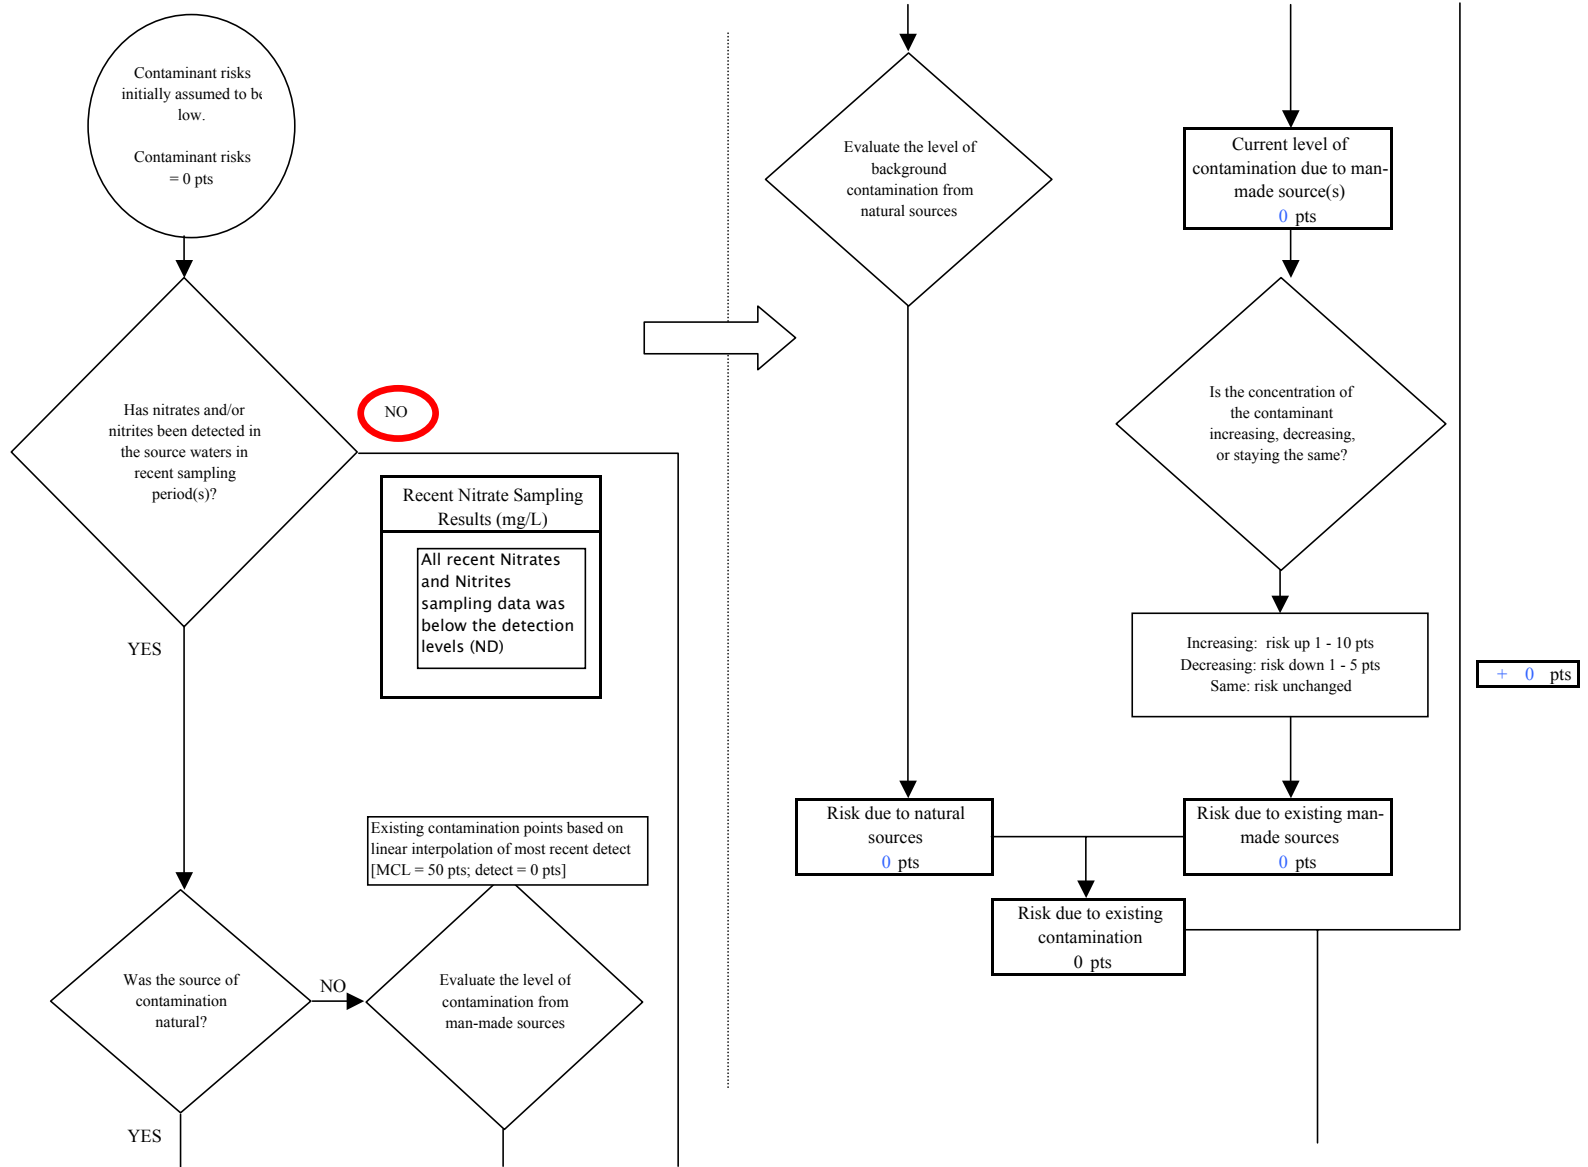 Contaminant risks
initially assumed to be
low.
Contaminant risks
= 0 pts
Has nitrates and/or
nitrites been detected in
the source waters in
recent sampling
period(s)?
NO
Recent Nitrate Sampling
Results (mg/L)
All recent Nitrates
and Nitrites
sampling data was
below the detection
levels (ND)
YES
Existing contamination points based on
linear interpolation of most recent detect
[MCL = 50 pts; detect = 0 pts]
Was the source of
contamination
natural?
NO
Evaluate the level of
contamination from
man-made sources
YES
Evaluate the level of
background
contamination from
natural sources
Current level of
contamination due to man-
made source(s)
0 pts
Is the concentration of
the contaminant
increasing, decreasing,
or staying the same?
Increasing: risk up 1 - 10 pts
Decreasing: risk down 1 - 5 pts
Same: risk unchanged
+ 0 pts
Risk due to natural
sources
0 pts
Risk due to existing man-
made sources
0 pts
Risk due to existing
contamination
0 pts